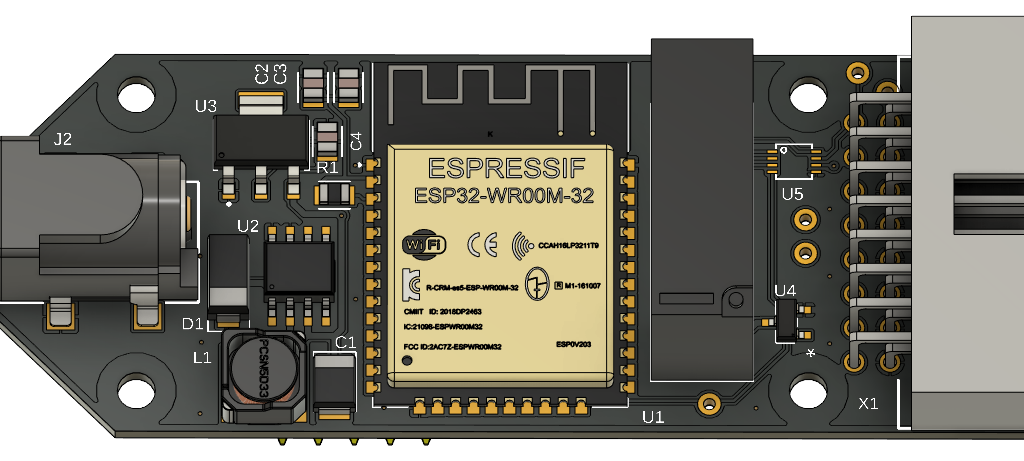 C2
C3
U3
C4
J2
R1
ESPRESSIF
ESP32-WR00M-32
U5
U2
WiFi
CE
CCAH16LP3211T9
R-CRM-es5-ESP-WR00M-32
R M1-161007
U4
CMIIT ID: 2016DP2463
D1
IC:21098-ESPWR00M32
C1
FCC ID:2AC7Z-ESPWR00M32
ESP0V203
L1
PCSN5D33
*
U1
X1
K